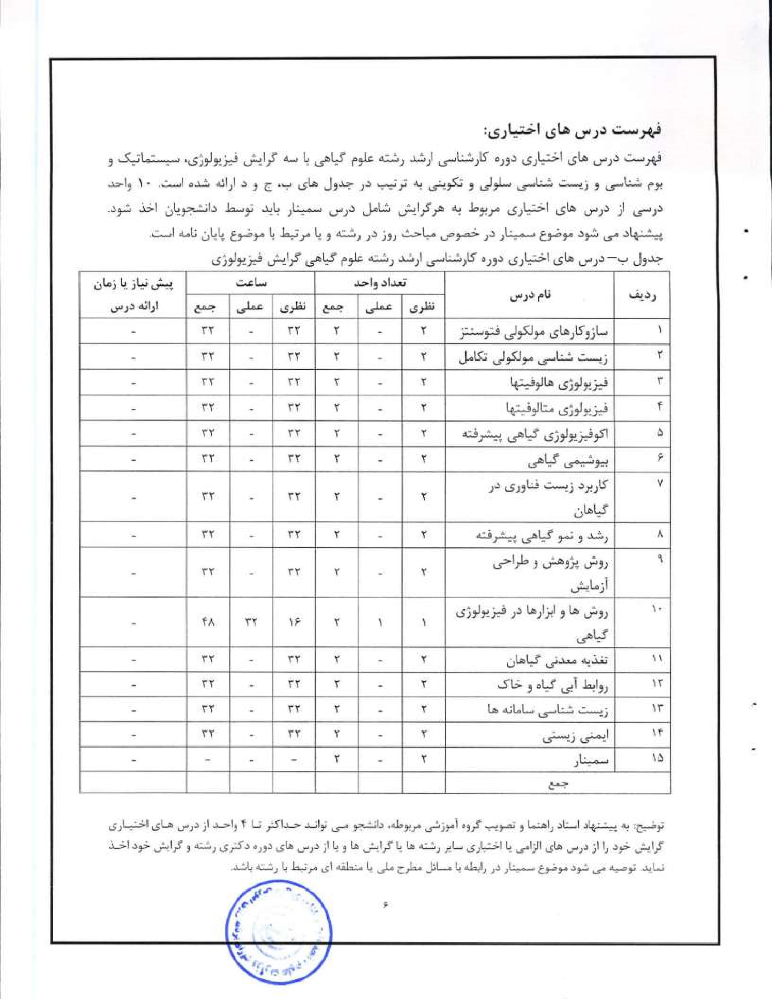 فهرست درس های اختیاری:
فهرست درس های اختیاری دوره کارشناسی ارشد رشته علوم گیاهی با سه گرایش فیزیولوژی، سیستماتیک و
بوم شناسی و زیست شناسی سلولی و تکوینی به ترتیب در جدول های ب، ج و د ارائه شده است. ۱۰ واحد
درسی از درس های اختیاری مربوط به هرگرایش شامل درس سمینار باید توسط دانشجویان اخذ شود.
پیشنهاد می شود موضوع سمینار در خصوص مباحث روز در رشته و یا مرتبط با موضوع پایان نامه است.
جدول ب– درس های اختیاری دوره کارشناسی ارشد رشته علوم گیاهی گرایش فیزیولوژی
ردیف نام درس تعداد واحد ساعت پیش نیاز یا زمان
ارائه درس
نظری عملی جمع نظری عملی جمع
۱ سازوکارهای مولکولی فتوسنتز ۲ - ۲ ۳۲ - ۳۲ -
۲ زیست شناسی مولکولی تکامل ۲ - ۲ ۳۲ - ۳۲ -
۳ فیزیولوژی هالوفیتها ۲ - ۲ ۳۲ - ۳۲ -
۴ فیزیولوژی متالوفیتها ۲ - ۲ ۳۲ - ۳۲ -
۵ اکوفیزیولوژی گیاهی پیشرفته ۲ - ۲ ۳۲ - ۳۲ -
۶ بیوشیمی گیاهی ۲ - ۲ ۳۲ - ۳۲ -
۷ کاربرد زیست فناوری در
گیاهان ۲ - ۲ ۳۲ - ۳۲ -
۸ رشد و نمو گیاهی پیشرفته ۲ - ۲ ۳۲ - ۳۲ -
۹ روش پژوهش و طراحی
آزمایش ۲ - ۲ ۳۲ - ۳۲ -
۱۰ روش ها و ابزارها در فیزیولوژی
گیاهی ۱ ۱ ۲ ۱۶ ۳۲ ۴۸ -
۱۱ تغذیه معدنی گیاهان ۲ - ۲ ۳۲ - ۳۲ -
۱۲ روابط آبی گیاه و خاک ۲ - ۲ ۳۲ - ۳۲ -
۱۳ زیست شناسی سامانه ها ۲ - ۲ ۳۲ - ۳۲ -
۱۴ ایمنی زیستی ۲ - ۲ ۳۲ - ۳۲ -
۱۵ سمینار ۲ - ۲ - - - -
جمع
توضیح: به پیشنهاد استاد راهنما و تصویب گروه آموزشی مربوطه، دانشجو می تواند حداکثر تا ۴ واحد از درس های اختیاری
گرایش خود را از درس های الزامی یا اختیاری سایر رشته ها یا گرایش ها و یا از درس های دوره دکتری رشته و گرایش خود اخذ
نماید. توصیه می شود موضوع سمینار در رابطه با مسائل مطرح ملی یا منطقه ای مرتبط با رشته باشد.
۶